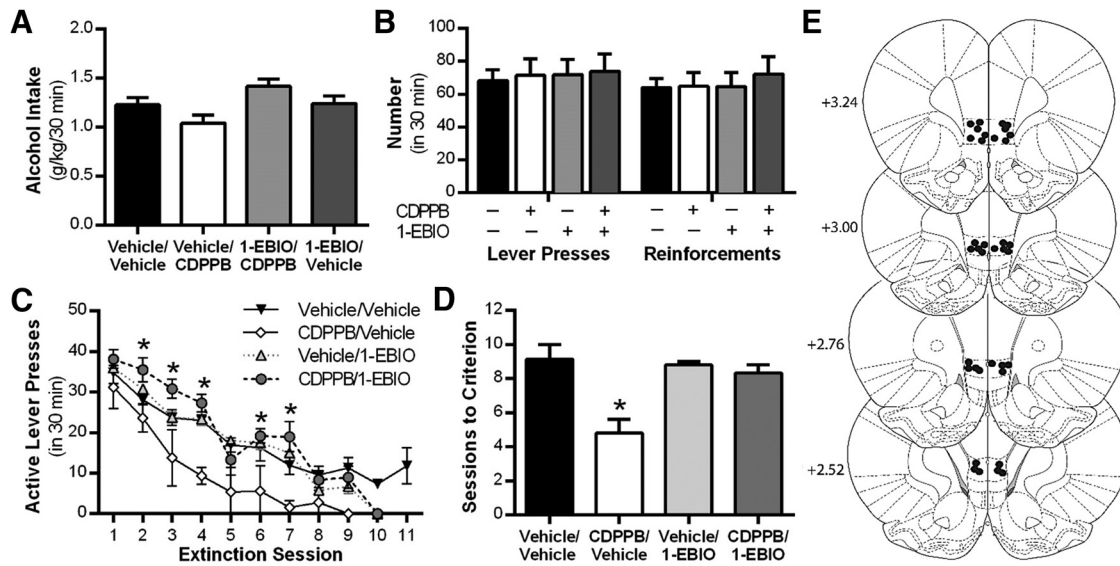 A
Alcohol Intake
(g/kg/30 min)
2.0
1.5
1.0
0.5
0.0
Vehicle/ Vehicle/ 1-EBIO/ 1-EBIO/
Vehicle CDPPB CDPPB Vehicle
B
Number
(in 30 min)
100
80
60
40
20
0
CDPPB – + – + – + – +
1-EBIO – – + + – – + +
Lever Presses Reinforcements
C
Active Lever Presses
(in 30 min)
50
40
30
20
10
0
Vehicle/Vehicle
CDPPB/Vehicle
Vehicle/1-EBIO
CDPPB/1-EBIO
* * * * *
1 2 3 4 5 6 7 8 9 10 11
Extinction Session
D
Sessions to Criterion
12
10
8
6
4
2
0
*
Vehicle/ CDPPB/ Vehicle/ CDPPB/
Vehicle Vehicle 1-EBIO 1-EBIO
E
+3.24
+3.00
+2.76
+2.52